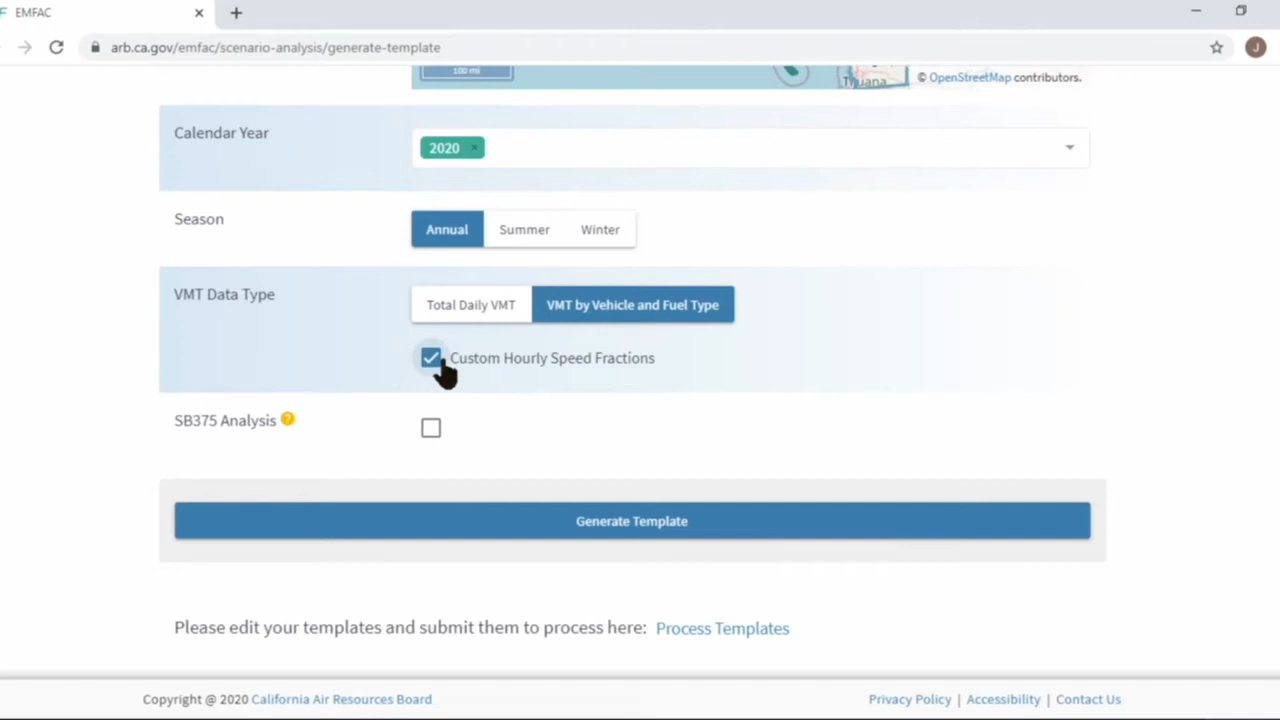 EMFAC
arb.ca.gov/emfac/scenario-analysis/generate-template
J
100 mi
Tijuana
© OpenStreetMap contributors.
Calendar Year
2020 ×
Season
Annual Summer Winter
VMT Data Type
Total Daily VMT VMT by Vehicle and Fuel Type
Custom Hourly Speed Fractions
SB375 Analysis ?
Generate Template
Please edit your templates and submit them to process here: Process Templates
Copyright @ 2020 California Air Resources Board
Privacy Policy | Accessibility | Contact Us